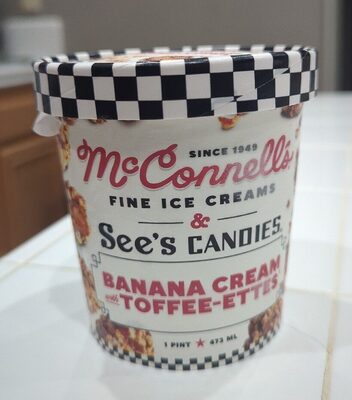 SINCE 1949
McConnell's
FINE ICE CREAMS
&
See's CANDIES
BANANA CREAM
with TOFFEE-ETTES
1 PINT ★ 473 ML